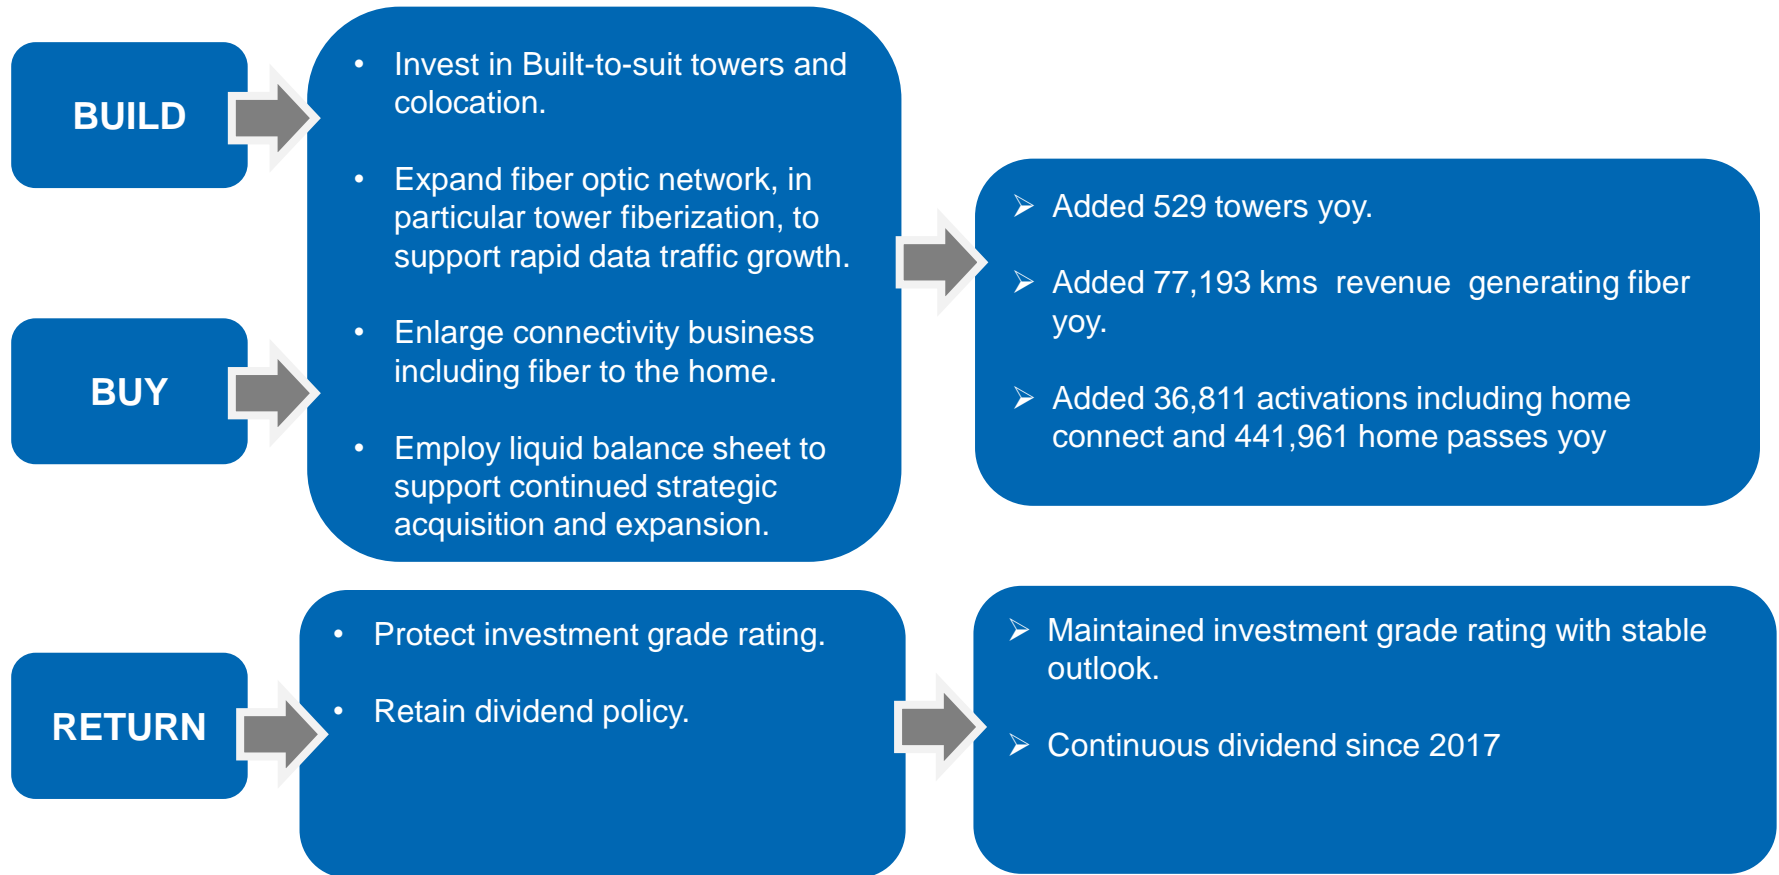 BUILD
• Invest in Built-to-suit towers and
colocation.
• Expand fiber optic network, in
particular tower fiberization, to
support rapid data traffic growth.
BUY
• Enlarge connectivity business
including fiber to the home.
• Employ liquid balance sheet to
support continued strategic
acquisition and expansion.
➢ Added 529 towers yoy.
➢ Added 77,193 kms revenue generating fiber
yoy.
➢ Added 36,811 activations including home
connect and 441,961 home passes yoy
RETURN
• Protect investment grade rating.
• Retain dividend policy.
➢ Maintained investment grade rating with stable
outlook.
➢ Continuous dividend since 2017